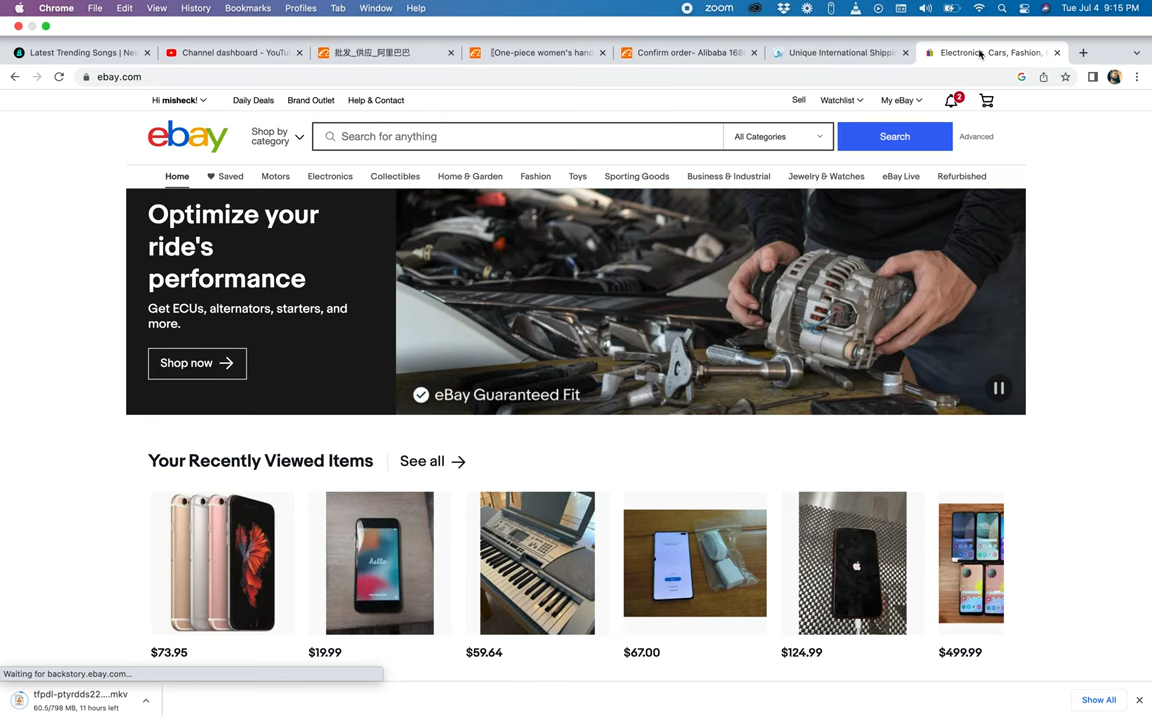 Chrome File Edit View History Bookmarks Profiles Tab Window Help zoom Tue Jul 4 9:15 PM
Latest Trending Songs | Nev Channel dashboard - YouTu 批发_供应_阿里巴巴 〖One-piece women's hand Confirm order- Alibaba 168 Unique International Shippi Electronics, Cars, Fashion,
ebay.com
Hi misheck! Daily Deals Brand Outlet Help & Contact Sell Watchlist My eBay 2
ebay Shop by category Search for anything All Categories Search Advanced
Home Saved Motors Electronics Collectibles Home & Garden Fashion Toys Sporting Goods Business & Industrial Jewelry & Watches eBay Live Refurbished
Optimize your
ride's
performance
Get ECUs, alternators, starters, and
more.
Shop now
eBay Guaranteed Fit
Your Recently Viewed Items See all
hello
$73.95 $19.99 $59.64 $67.00 $124.99 $499.99
Waiting for backstory.ebay.com...
tfpdl-ptyrdds22....mkv
60.5/798 MB, 11 hours left
Show All